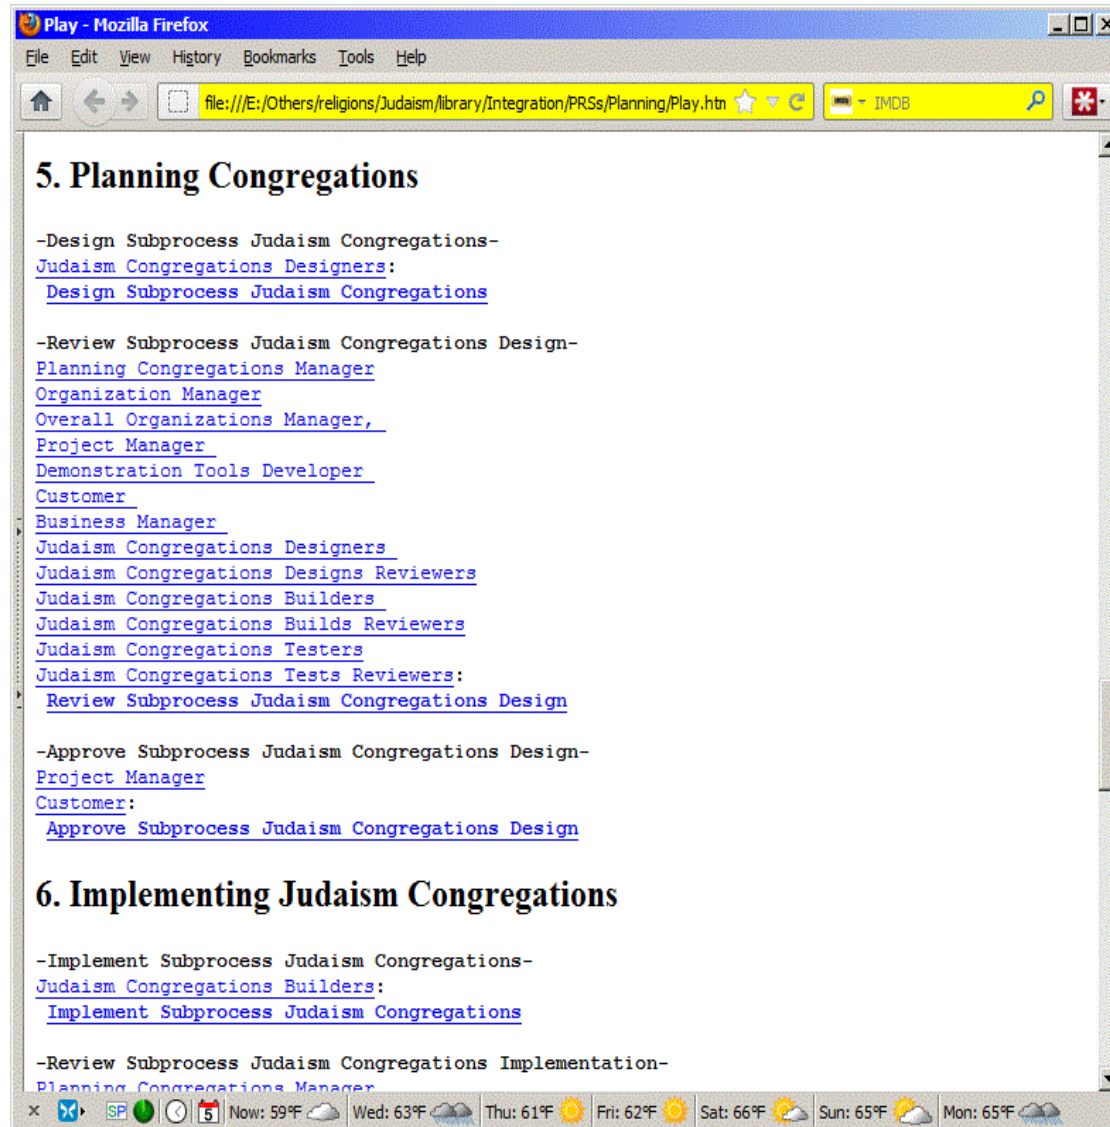 Play - Mozilla Firefox
File Edit View History Bookmarks Tools Help
file:///E:/Others/religions/Judaism/library/Integration/PRSs/Planning/Play.htm IMDB
5. Planning Congregations
-Design Subprocess Judaism Congregations-
Judaism Congregations Designers:
Design Subprocess Judaism Congregations
-Review Subprocess Judaism Congregations Design-
Planning Congregations Manager
Organization Manager
Overall Organizations Manager,
Project Manager
Demonstration Tools Developer
Customer
Business Manager
Judaism Congregations Designers
Judaism Congregations Designs Reviewers
Judaism Congregations Builders
Judaism Congregations Builds Reviewers
Judaism Congregations Testers
Judaism Congregations Tests Reviewers:
Review Subprocess Judaism Congregations Design
-Approve Subprocess Judaism Congregations Design-
Project Manager
Customer:
Approve Subprocess Judaism Congregations Design
6. Implementing Judaism Congregations
-Implement Subprocess Judaism Congregations-
Judaism Congregations Builders:
Implement Subprocess Judaism Congregations
-Review Subprocess Judaism Congregations Implementation-
Planning Congregations Manager
SP 5 Now: 59°F Wed: 63°F Thu: 61°F Fri: 62°F Sat: 66°F Sun: 65°F Mon: 65°F